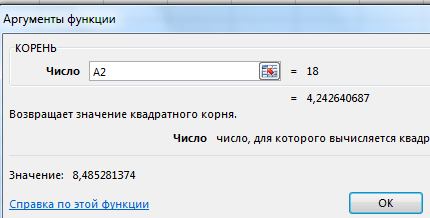 Аргументы функции
КОРЕНЬ
Число A2 = 18
= 4,242640687
Возвращает значение квадратного корня.
Число число, для которого вычисляется квадр
Значение: 8,485281374
Справка по этой функции
ОК